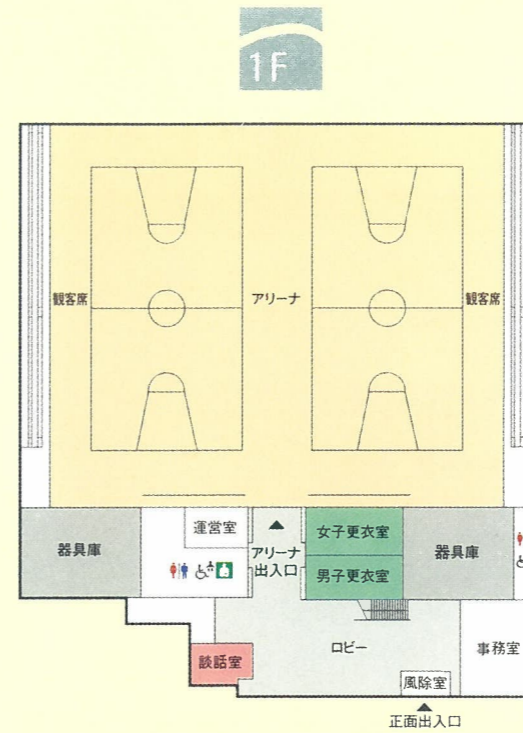 1F
観客席
アリーナ
観客席
運営室
女子更衣室
器具庫
アリーナ
出入口
器具庫
男子更衣室
談話室
ロビー
事務室
風除室
正面出入口